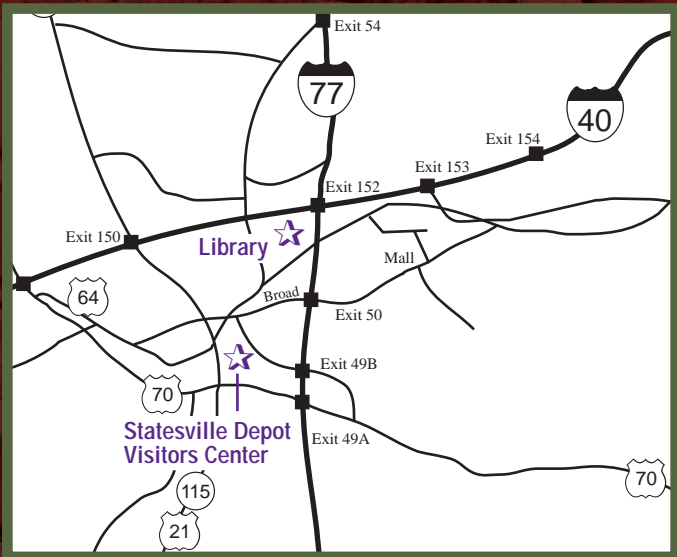 Exit 54
77
40
Exit 154
Exit 153
Exit 152
Exit 150
Library
Mall
64
Broad
Exit 50
Exit 49B
70
Statesville Depot
Visitors Center
Exit 49A
70
115
21